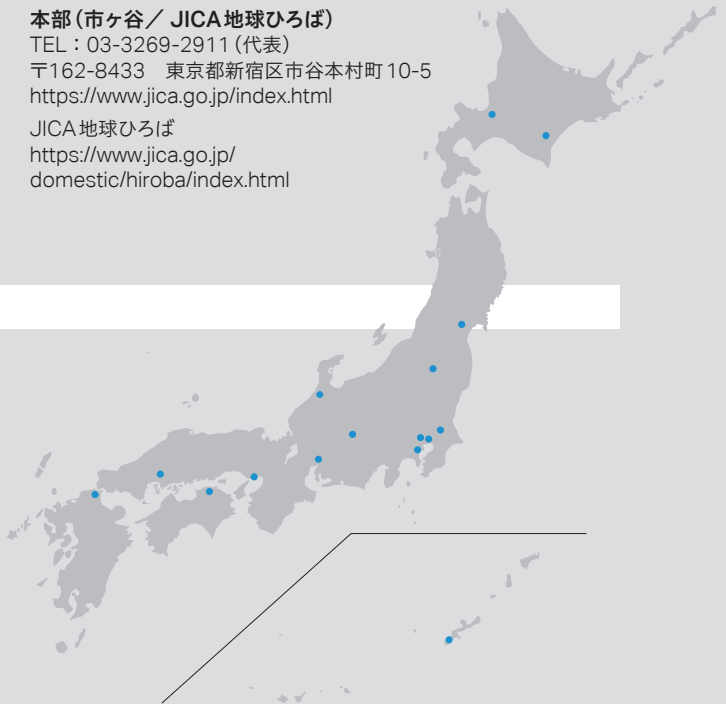 本部（市ヶ谷／ JICA地球ひろば）
TEL：03-3269-2911（代表）
〒162-8433　東京都新宿区市谷本村町10-5
https://www.jica.go.jp/index.html
JICA地球ひろば
https://www.jica.go.jp/
domestic/hiroba/index.html